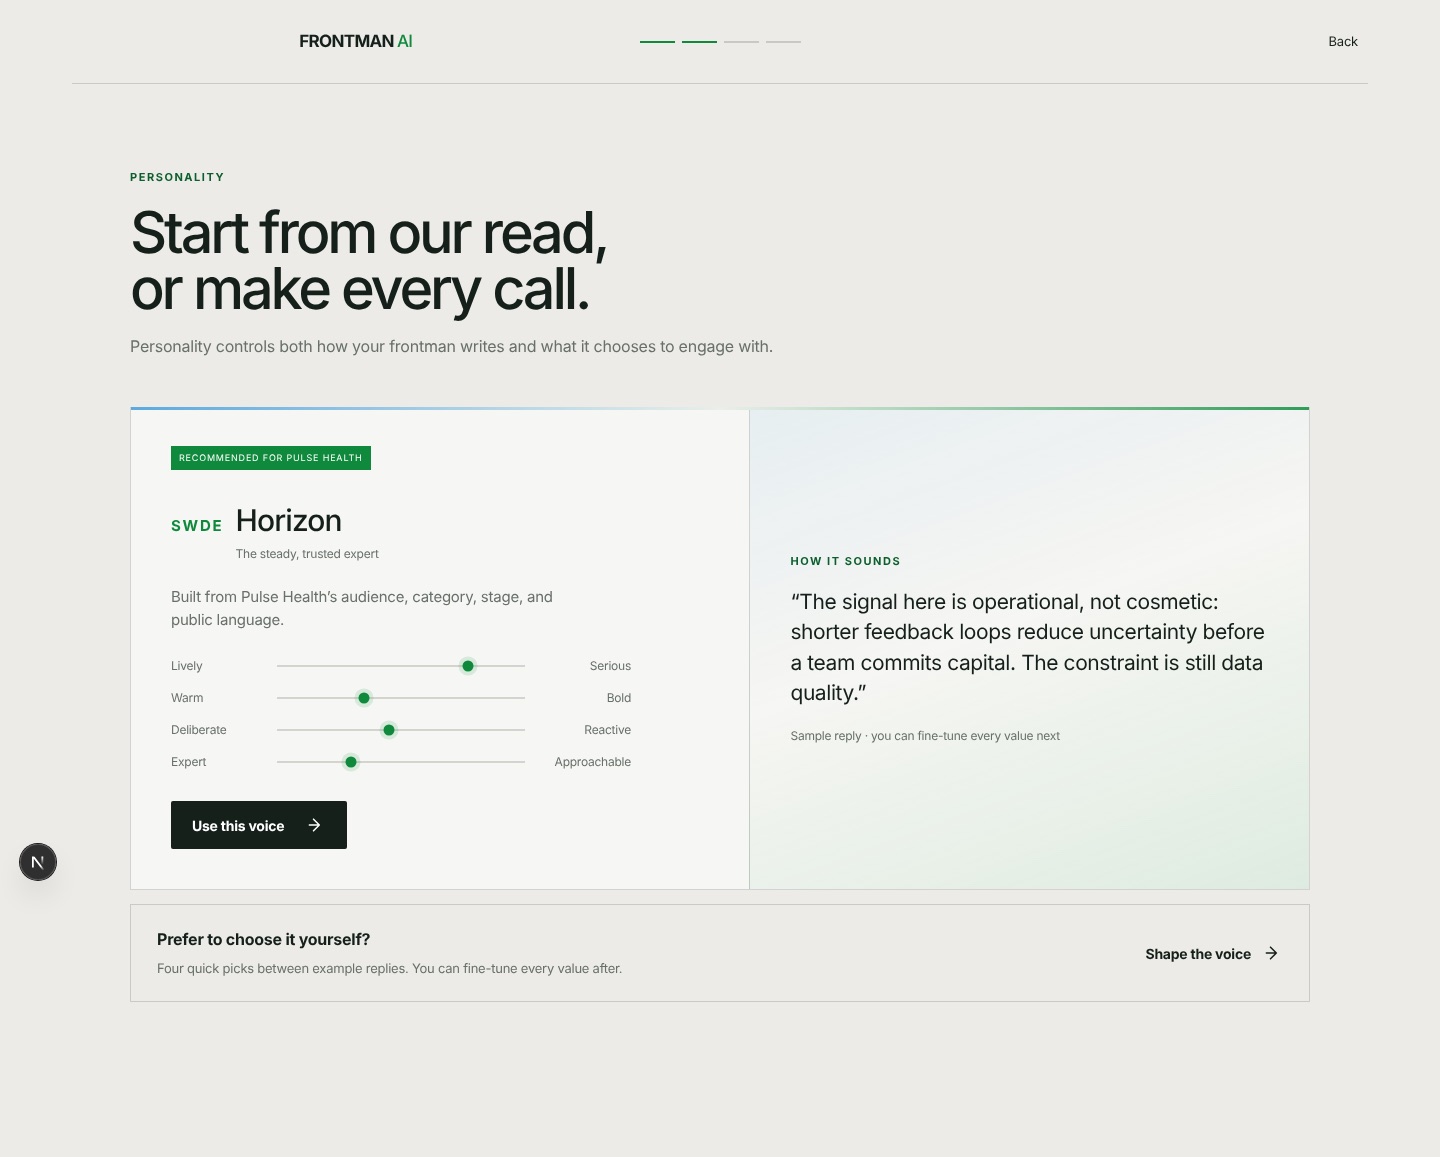 FRONTMAN AI
Back
PERSONALITY
Start from our read,
or make every call.
Personality controls both how your frontman writes and what it chooses to engage with.
RECOMMENDED FOR PULSE HEALTH
SWDE Horizon
The steady, trusted expert
Built from Pulse Health’s audience, category, stage, and
public language.
Lively Serious
Warm Bold
Deliberate Reactive
Expert Approachable
Use this voice
HOW IT SOUNDS
“The signal here is operational, not cosmetic:
shorter feedback loops reduce uncertainty before
a team commits capital. The constraint is still data
quality.”
Sample reply · you can fine-tune every value next
N
Prefer to choose it yourself?
Four quick picks between example replies. You can fine-tune every value after.
Shape the voice